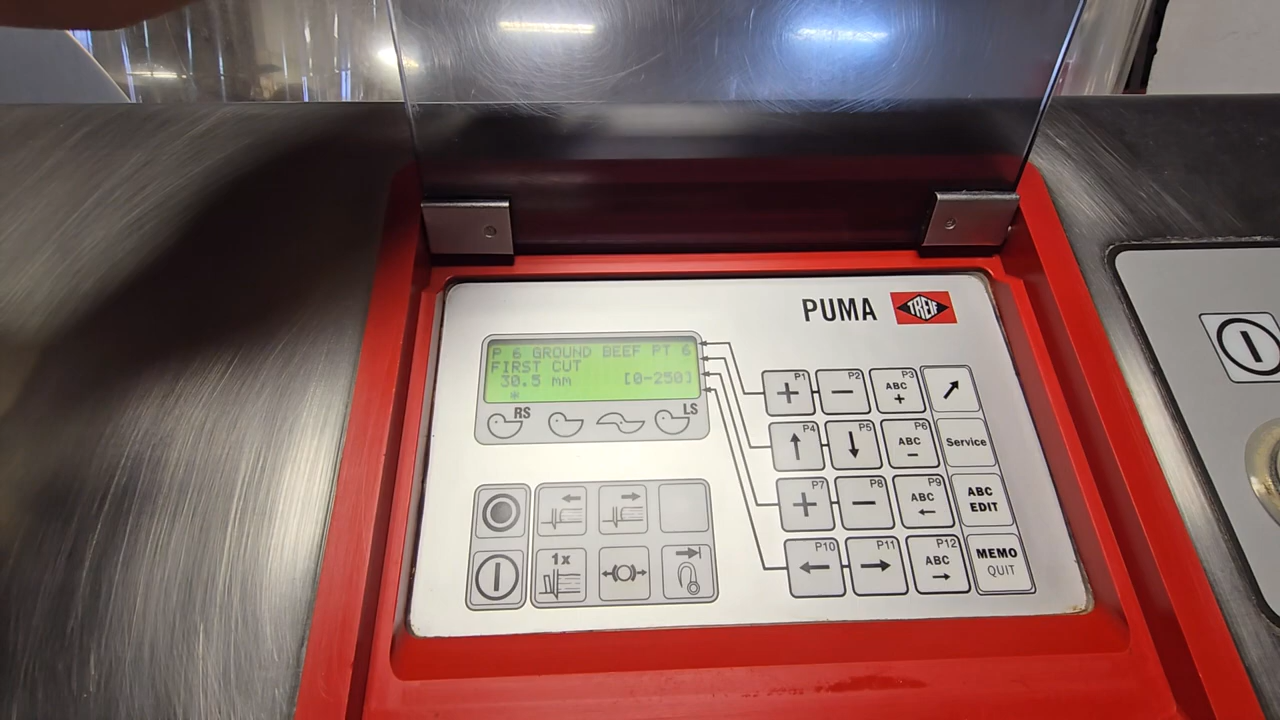 PUMA TREIF
P 6 GROUND BEEF PT 6
FIRST CUT
30.5 mm [0-250]
*
RS LS
P1 + P2 − P3 ABC +
P4 ↑ P5 ↓ P6 ABC − Service
P7 + P8 − P9 ABC ← ABC EDIT
P10 ← P11 → P12 ABC → MEMO QUIT
1x